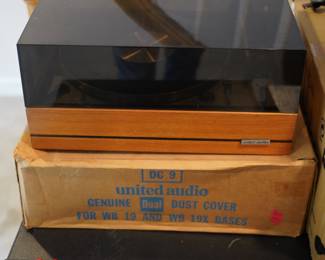 DC 9
united audio
GENUINE Dual DUST COVER
FOR WB 19 AND WB 19X BASES